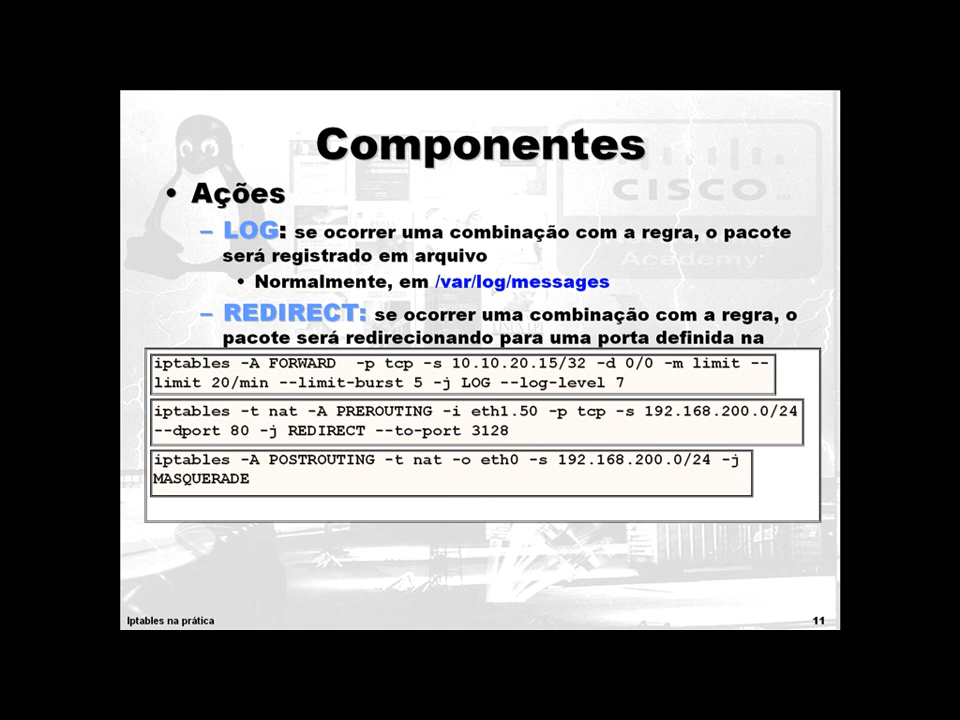 Componentes
• Ações
– LOG: se ocorrer uma combinação com a regra, o pacote
será registrado em arquivo
• Normalmente, em /var/log/messages
– REDIRECT: se ocorrer uma combinação com a regra, o
pacote será redirecionando para uma porta definida na
iptables -A FORWARD -p tcp -s 10.10.20.15/32 -d 0/0 -m limit --
limit 20/min --limit-burst 5 -j LOG --log-level 7
iptables -t nat -A PREROUTING -i eth1.50 -p tcp -s 192.168.200.0/24
--dport 80 -j REDIRECT --to-port 3128
iptables -A POSTROUTING -t nat -o eth0 -s 192.168.200.0/24 -j
MASQUERADE
CISCO
Academy
Iptables na prática
11